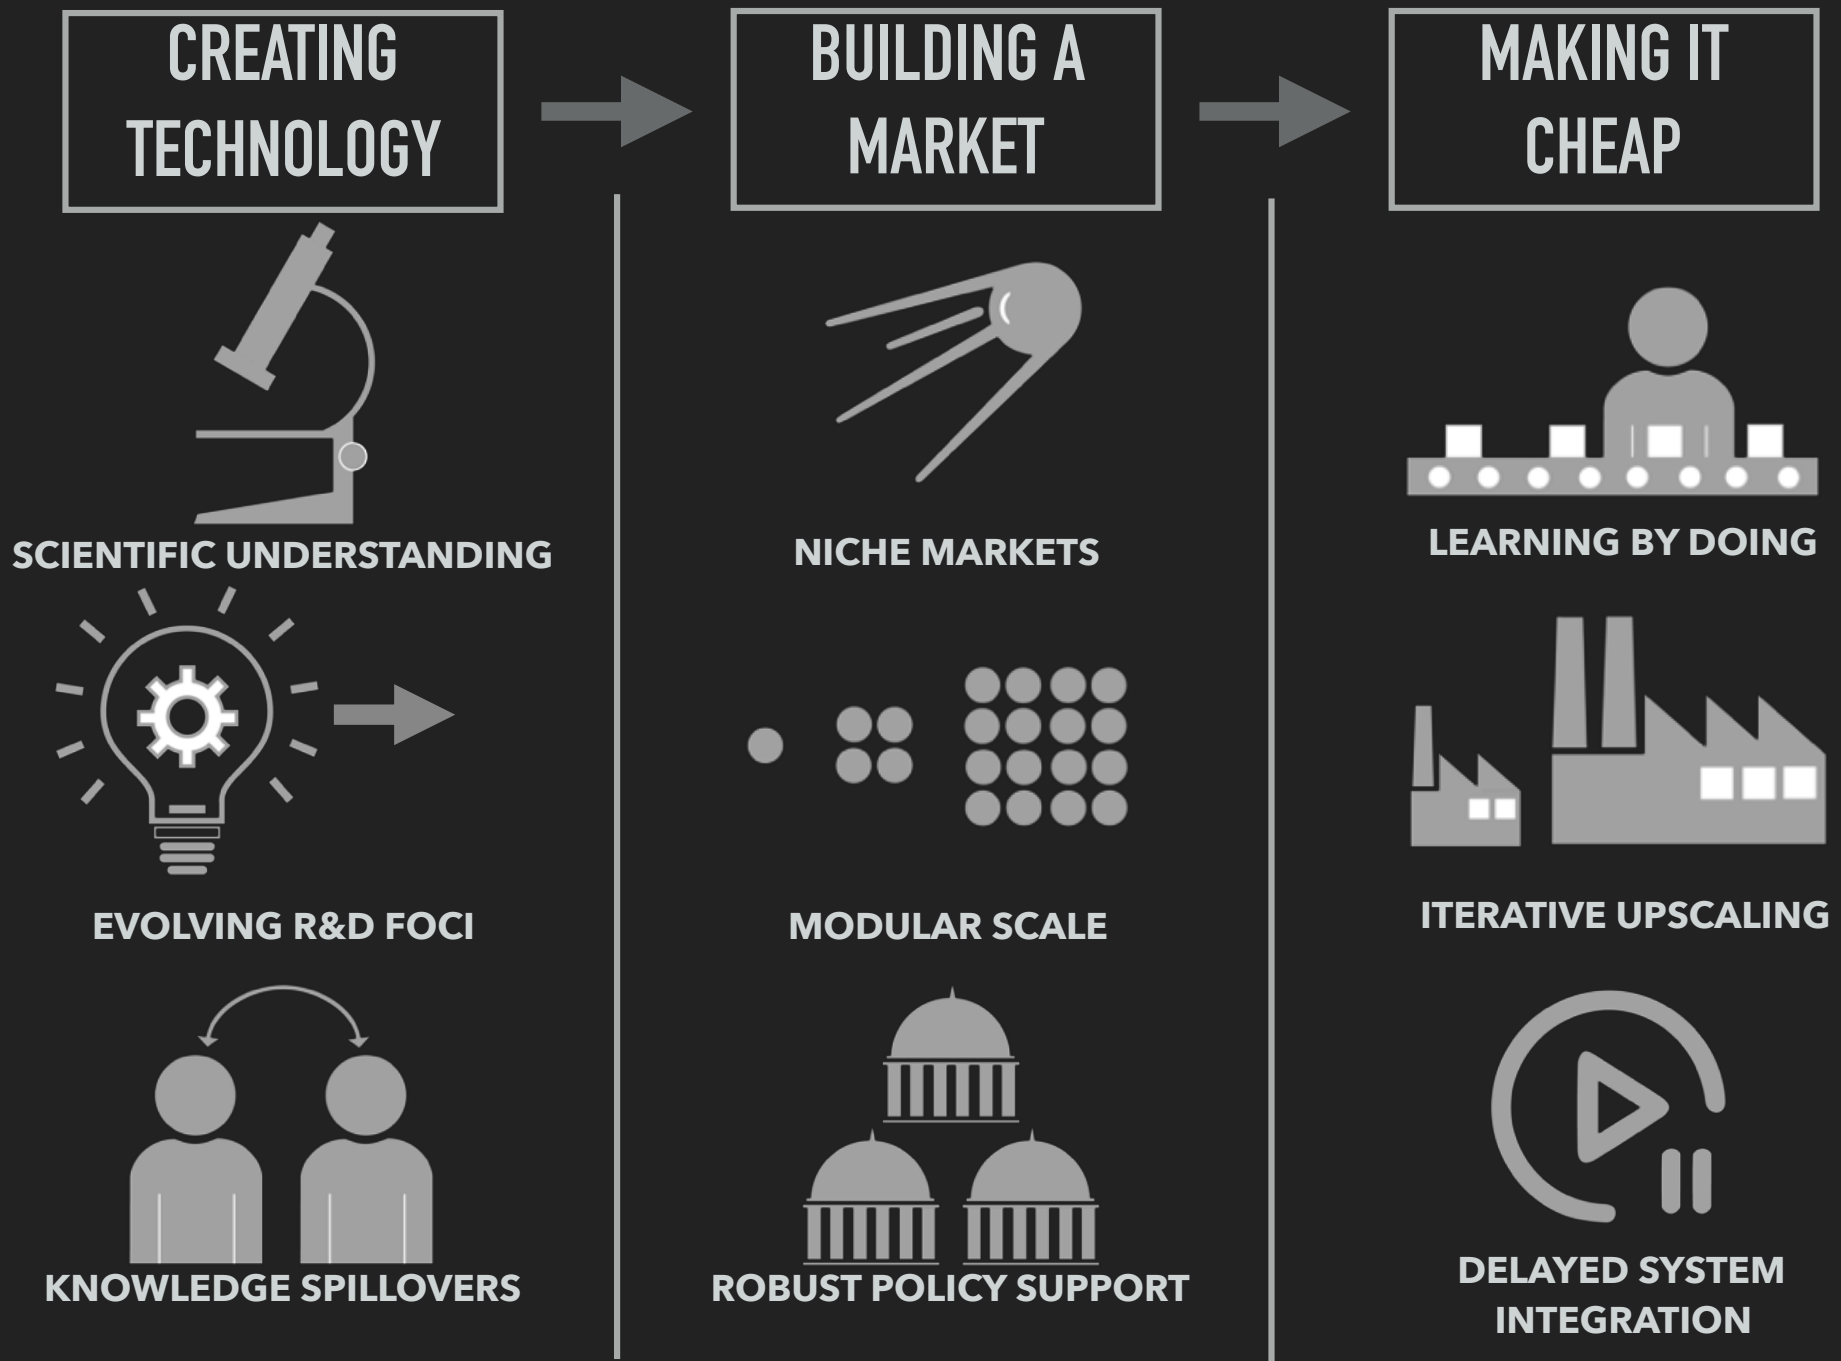 CREATING
TECHNOLOGY
SCIENTIFIC UNDERSTANDING
EVOLVING R&D FOCI
KNOWLEDGE SPILLOVERS
BUILDING A
MARKET
NICHE MARKETS
MODULAR SCALE
ROBUST POLICY SUPPORT
MAKING IT
CHEAP
LEARNING BY DOING
ITERATIVE UPSCALING
DELAYED SYSTEM
INTEGRATION